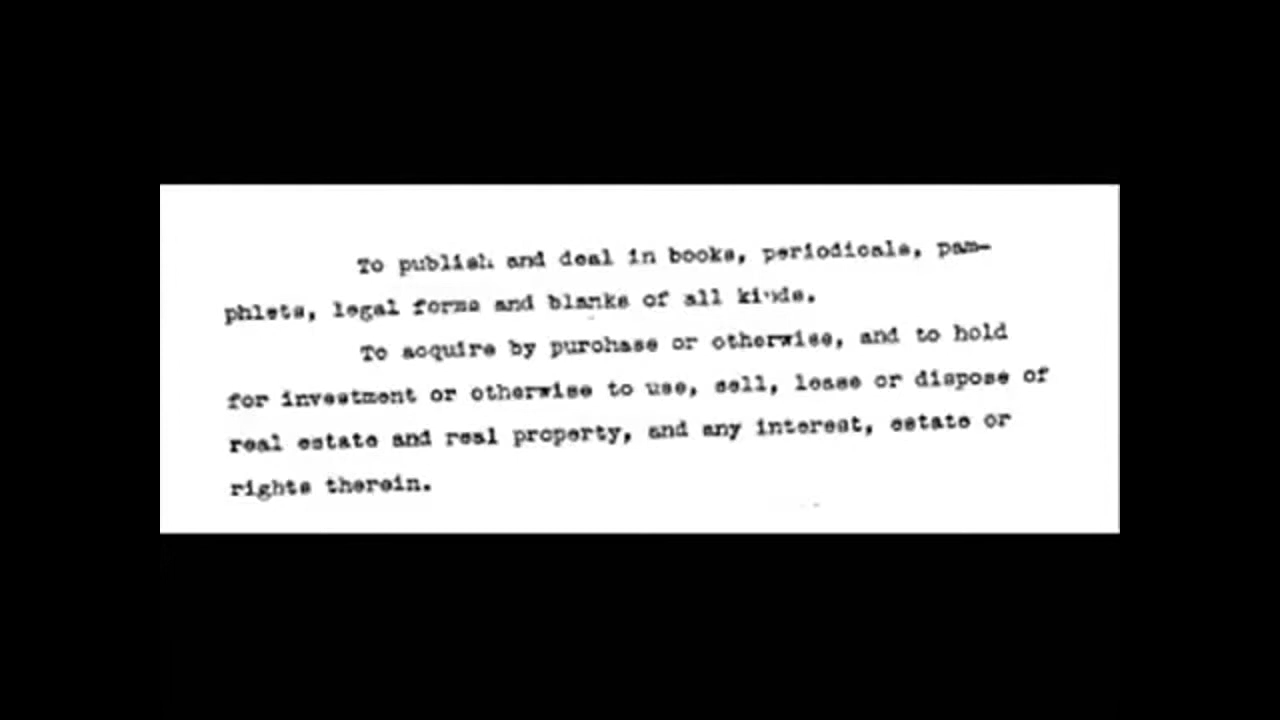 To publish and deal in books, periodicals, pam-
phlets, legal forms and blanks of all kinds.
To acquire by purchase or otherwise, and to hold
for investment or otherwise to use, sell, lease or dispose of
real estate and real property, and any interest, estate or
rights therein.